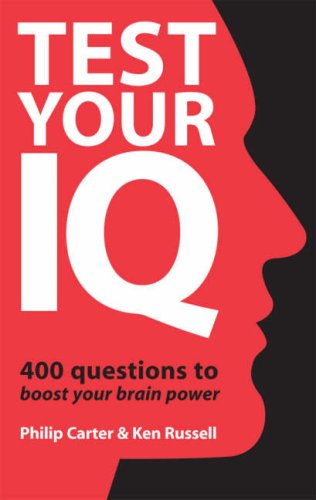 TEST
YOUR
IQ
400 questions to
boost your brain power
Philip Carter & Ken Russell